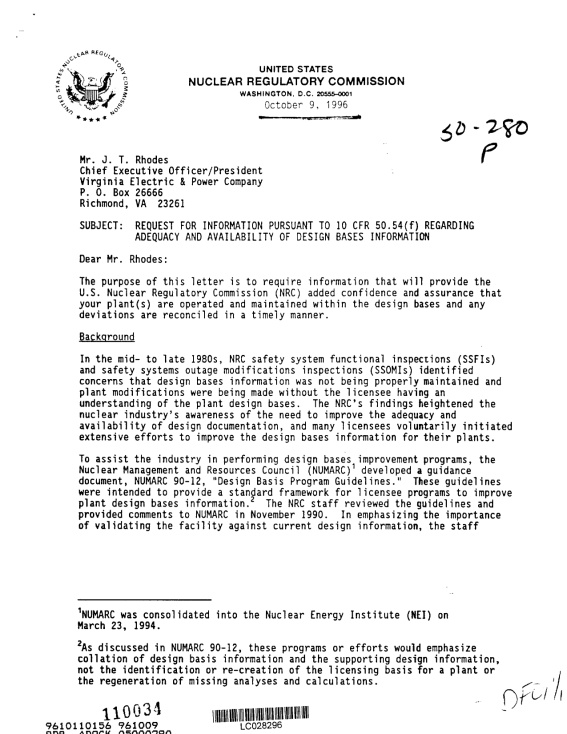 UNITED STATES NUCLEAR REGULATORY COMMISSION
UNITED STATES
NUCLEAR REGULATORY COMMISSION
WASHINGTON, D.C. 20555-0001
October 9, 1996
50-280
P
Mr. J. T. Rhodes
Chief Executive Officer/President
Virginia Electric & Power Company
P. O. Box 26666
Richmond, VA 23261
SUBJECT: REQUEST FOR INFORMATION PURSUANT TO 10 CFR 50.54(f) REGARDING
ADEQUACY AND AVAILABILITY OF DESIGN BASES INFORMATION
Dear Mr. Rhodes:
The purpose of this letter is to require information that will provide the
U.S. Nuclear Regulatory Commission (NRC) added confidence and assurance that
your plant(s) are operated and maintained within the design bases and any
deviations are reconciled in a timely manner.
Background
In the mid- to late 1980s, NRC safety system functional inspections (SSFIs)
and safety systems outage modifications inspections (SSOMIs) identified
concerns that design bases information was not being properly maintained and
plant modifications were being made without the licensee having an
understanding of the plant design bases. The NRC's findings heightened the
nuclear industry's awareness of the need to improve the adequacy and
availability of design documentation, and many licensees voluntarily initiated
extensive efforts to improve the design bases information for their plants.
To assist the industry in performing design bases improvement programs, the
Nuclear Management and Resources Council (NUMARC)¹ developed a guidance
document, NUMARC 90-12, "Design Basis Program Guidelines." These guidelines
were intended to provide a standard framework for licensee programs to improve
plant design bases information.² The NRC staff reviewed the guidelines and
provided comments to NUMARC in November 1990. In emphasizing the importance
of validating the facility against current design information, the staff
¹NUMARC was consolidated into the Nuclear Energy Institute (NEI) on
March 23, 1994.
²As discussed in NUMARC 90-12, these programs or efforts would emphasize
collation of design basis information and the supporting design information,
not the identification or re-creation of the licensing basis for a plant or
the regeneration of missing analyses and calculations.
110034
9610110156 961009
PDR ADOCK 05000280
LC028296